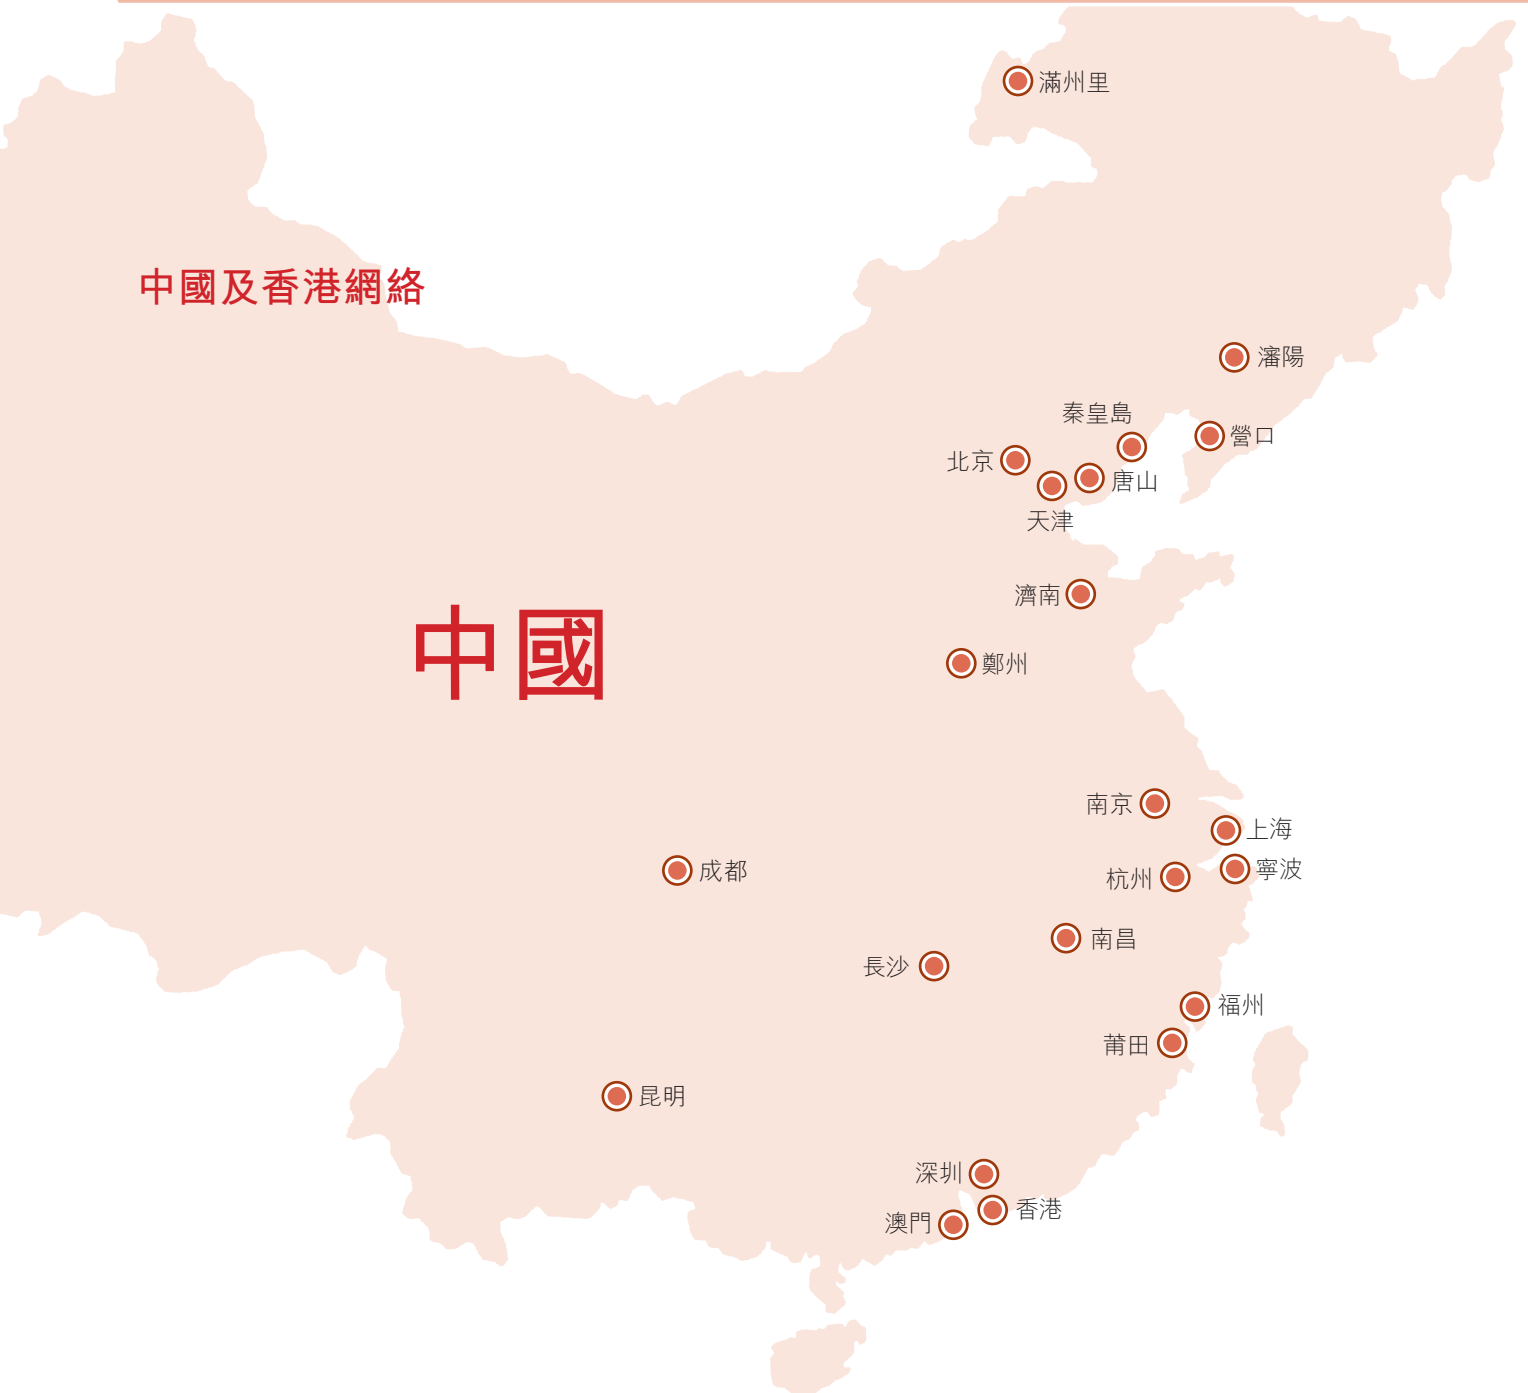 滿州里
中國及香港網絡
瀋陽
秦皇島
營口
北京
唐山
天津
濟南
中國
鄭州
南京
上海
成都
寧波
杭州
南昌
長沙
福州
莆田
昆明
深圳
香港
澳門